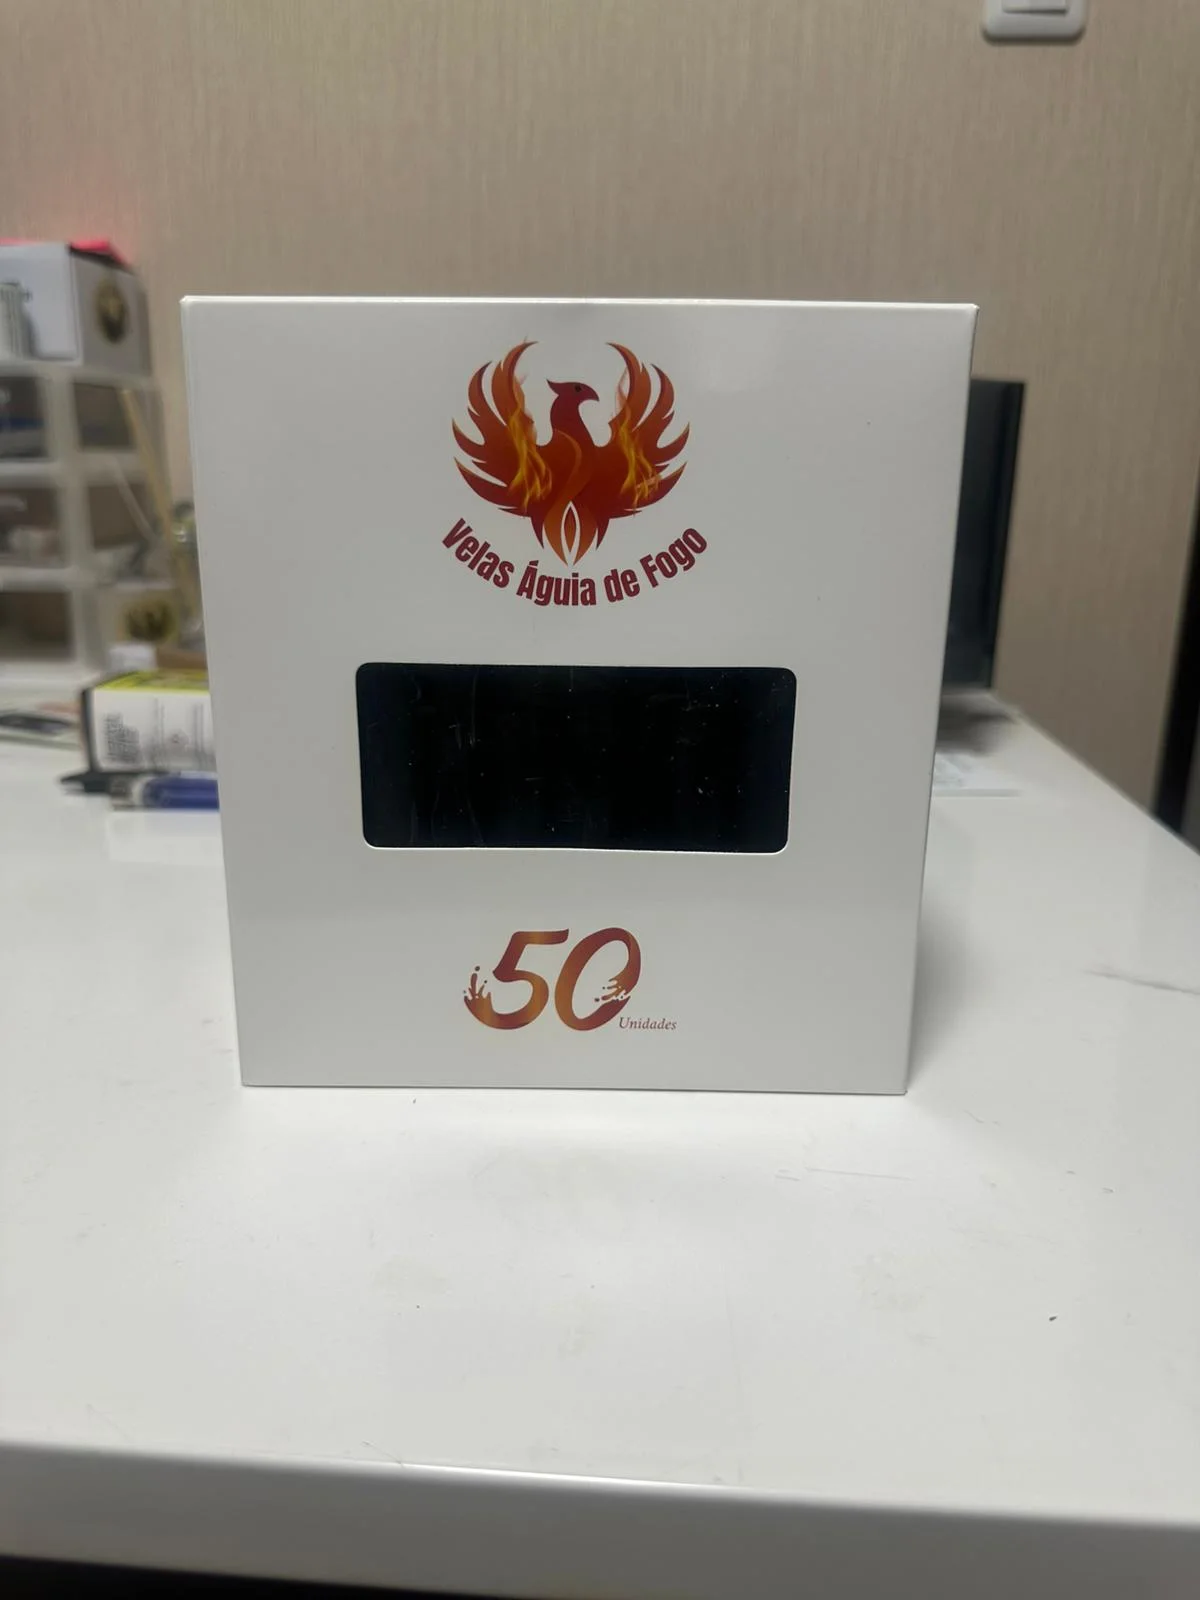 Velas Águia de Fogo
50
Unidades